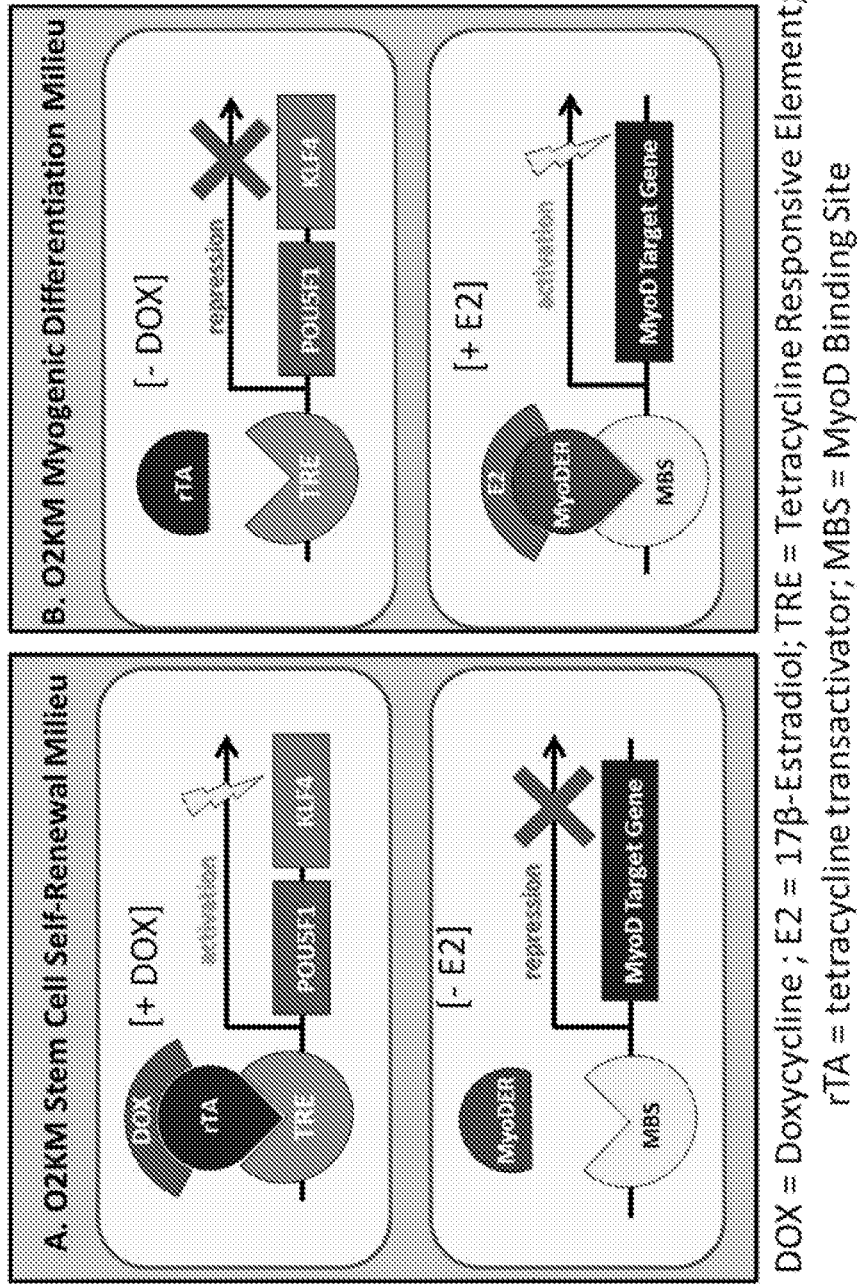 A. O2KM Stem Cell Self-Renewal Milieu
[+ DOX]
DOX
rTA
TRE
activation
POU5F1
KLF4
[- E2]
MyoDER
MBS
repression
MyoD Target Gene
B. O2KM Myogenic Differentiation Milieu
[- DOX]
rTA
TRE
repression
POU5F1
KLF4
[+ E2]
E2
MyoDER
MBS
activation
MyoD Target Gene
DOX = Doxycycline ; E2 = 17β-Estradiol; TRE = Tetracycline Responsive Element;
rTA = tetracycline transactivator; MBS = MyoD Binding Site